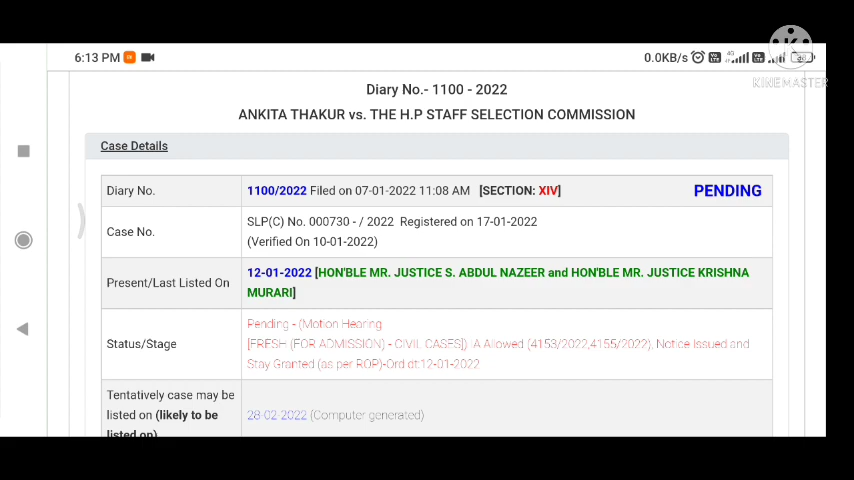 6:13 PM
0.0KB/s
4G
KINEMASTER
Diary No.- 1100 - 2022
ANKITA THAKUR vs. THE H.P STAFF SELECTION COMMISSION
Case Details
Diary No. 1100/2022 Filed on 07-01-2022 11:08 AM [SECTION: XIV] PENDING
Case No. SLP(C) No. 000730 - / 2022 Registered on 17-01-2022
(Verified On 10-01-2022)
Present/Last Listed On 12-01-2022 [HON'BLE MR. JUSTICE S. ABDUL NAZEER and HON'BLE MR. JUSTICE KRISHNA
MURARI]
Status/Stage Pending - (Motion Hearing
[FRESH (FOR ADMISSION) - CIVIL CASES]) IA Allowed (4153/2022,4155/2022), Notice Issued and
Stay Granted (as per ROP)-Ord dt:12-01-2022
Tentatively case may be
listed on (likely to be 28-02-2022 (Computer generated)
listed on)